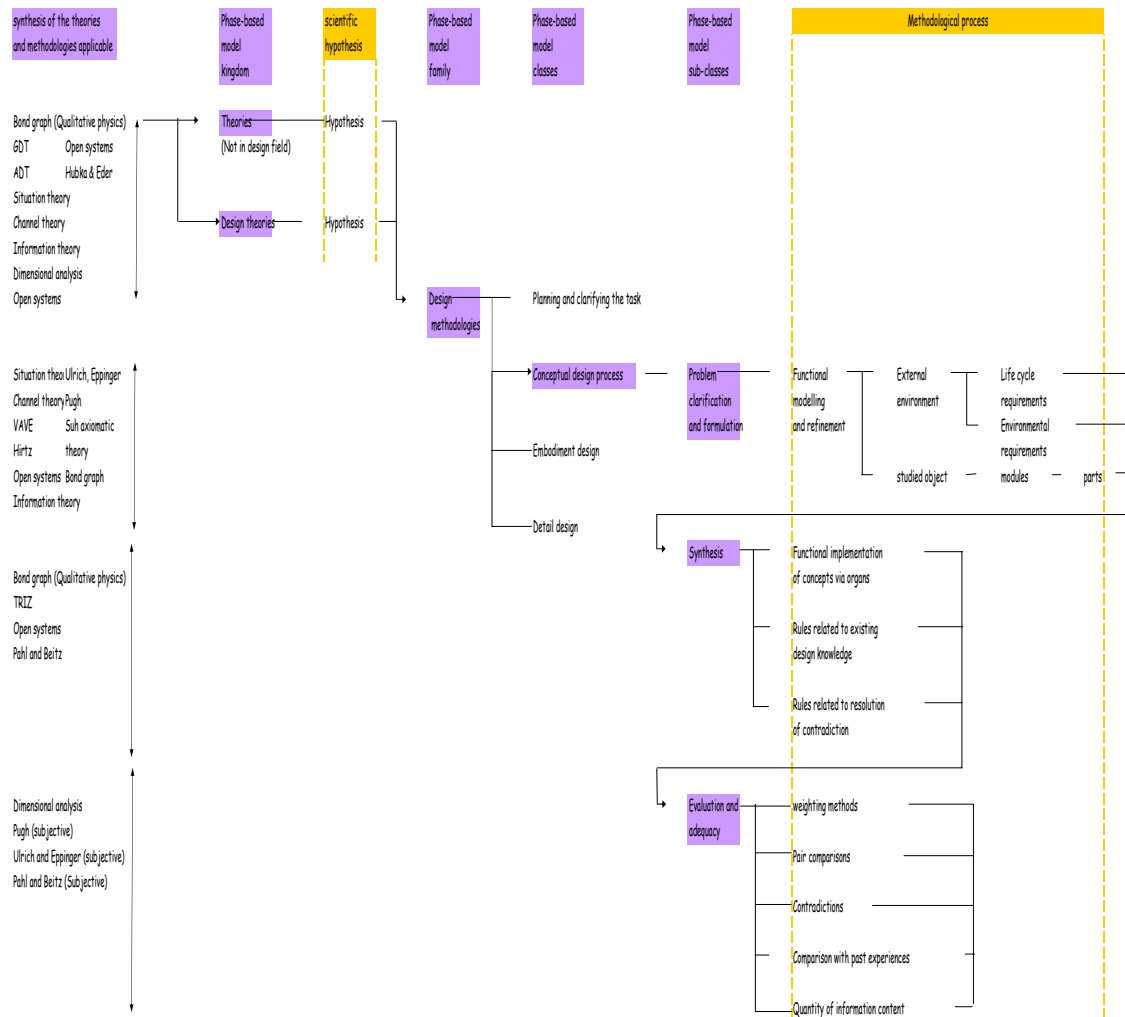 synthesis of the theories
and methodologies applicable
Phase-based
model
kingdom
scientific
hypothesis
Phase-based
model
family
Phase-based
model
classes
Phase-based
model
sub-classes
Methodological process
Bond graph (Qualitative physics)
GDT Open systems
ADT Hubka & Eder
Situation theory
Channel theory
Information theory
Dimensional analysis
Open systems
Theories
(Not in design field)
Hypothesis
Design theories
Hypothesis
Design
methodologies
Planning and clarifying the task
Conceptual design process
Embodiment design
Detail design
Situation theo Ulrich, Eppinger
Channel theory Pugh
VAVE Suh axiomatic
Hirtz theory
Open systems Bond graph
Information theory
Problem
clarification
and formulation
Functional
modelling
and refinement
External
environment
Life cycle
requirements
Environmental
requirements
studied object
modules
parts
Bond graph (Qualitative physics)
TRIZ
Open systems
Pahl and Beitz
Synthesis
Functional implementation
of concepts via organs
Rules related to existing
design knowledge
Rules related to resolution
of contradiction
Dimensional analysis
Pugh (subjective)
Ulrich and Eppinger (subjective)
Pahl and Beitz (Subjective)
Evaluation and
adequacy
weighting methods
Pair comparisons
Contradictions
Comparison with past experiences
Quantity of information content